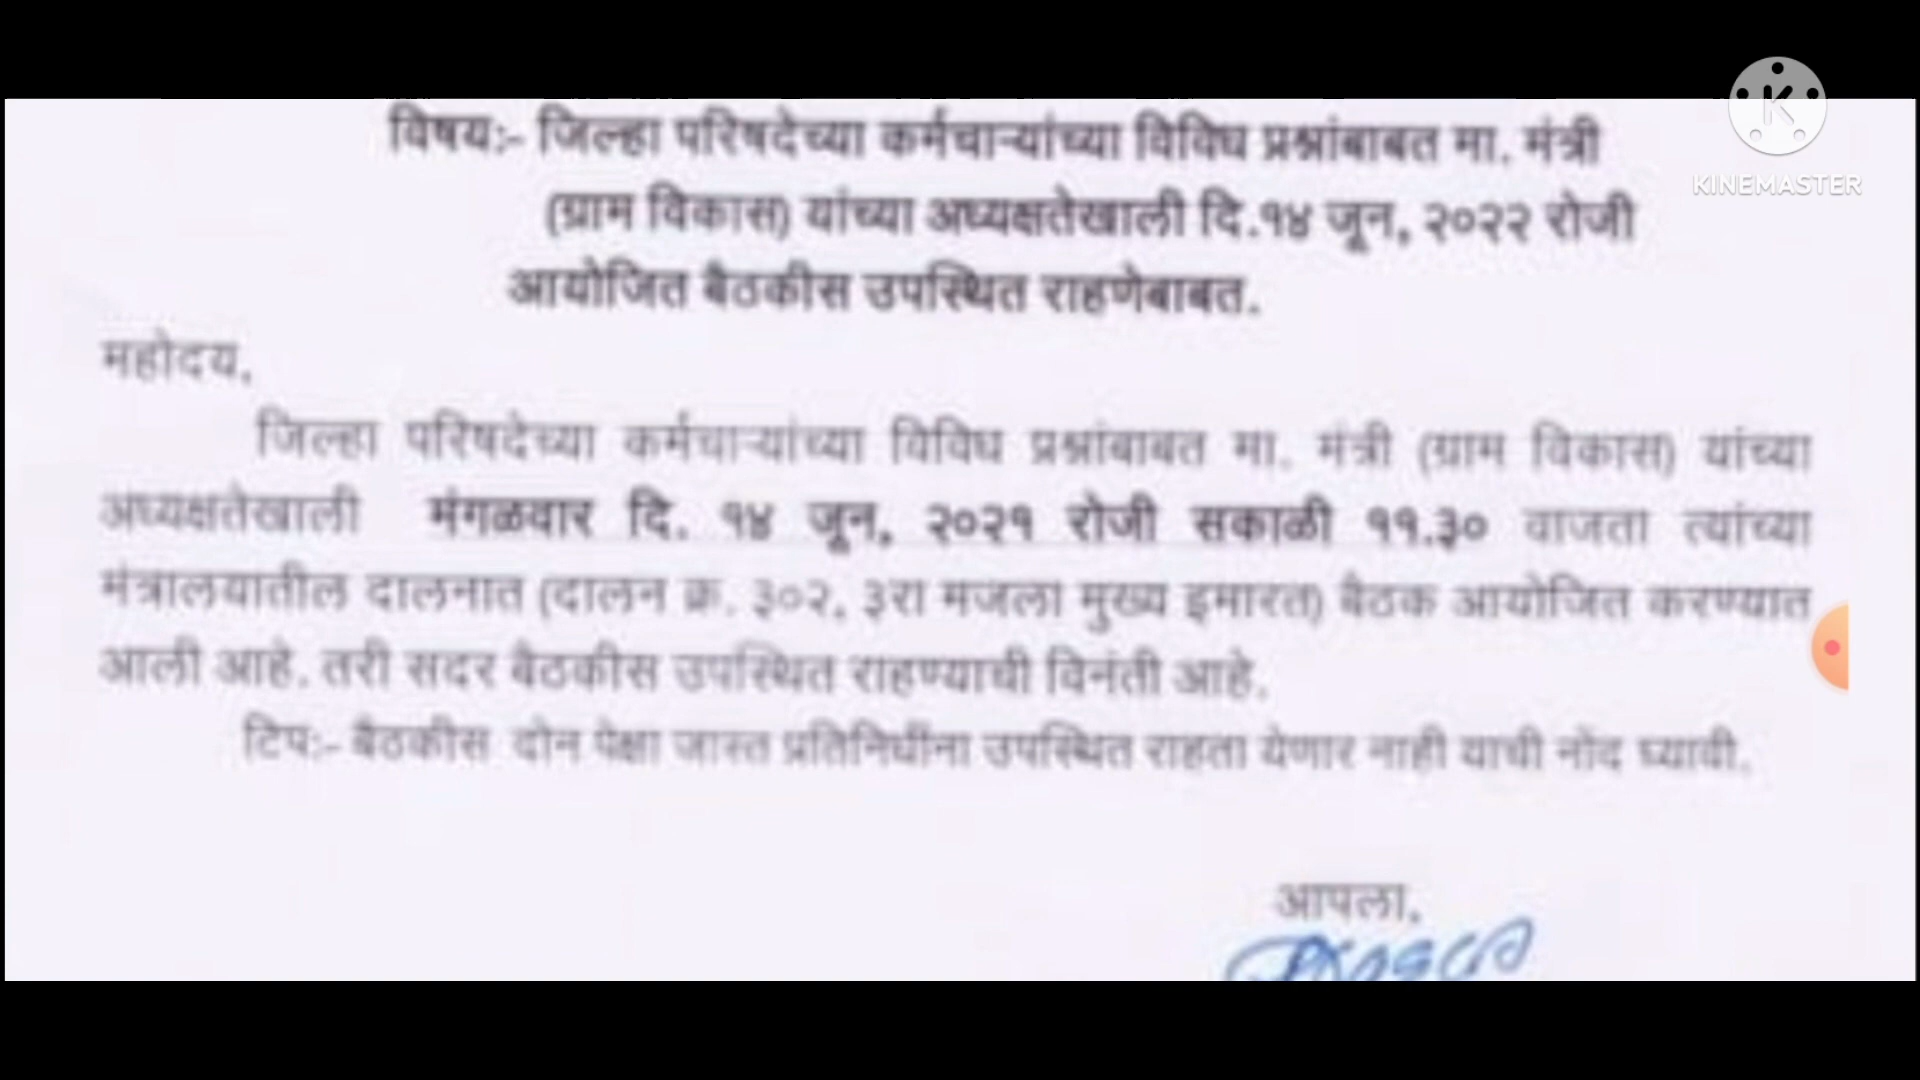 विषय:- जिल्हा परिषदेच्या कर्मचाऱ्यांच्या विविध प्रश्नांबाबत मा. मंत्री
(ग्राम विकास) यांच्या अध्यक्षतेखाली दि.१४ जून, २०२२ रोजी
आयोजित बैठकीस उपस्थित राहणेबाबत.
महोदय,
जिल्हा परिषदेच्या कर्मचाऱ्यांच्या विविध प्रश्नांबाबत मा. मंत्री (ग्राम विकास) यांच्या
अध्यक्षतेखाली मंगळवार दि. १४ जून, २०२१ रोजी सकाळी ११.३० वाजता त्यांच्या
मंत्रालयातील दालनात (दालन क्र. ३०२, ३रा मजला मुख्य इमारत) बैठक आयोजित करण्यात
आली आहे. तरी सदर बैठकीस उपस्थित राहण्याची विनंती आहे.
टिप:- बैठकीस दोन पेक्षा जास्त प्रतिनिधींना उपस्थित राहता येणार नाही याची नोंद घ्यावी.
आपला,
KINEMASTER